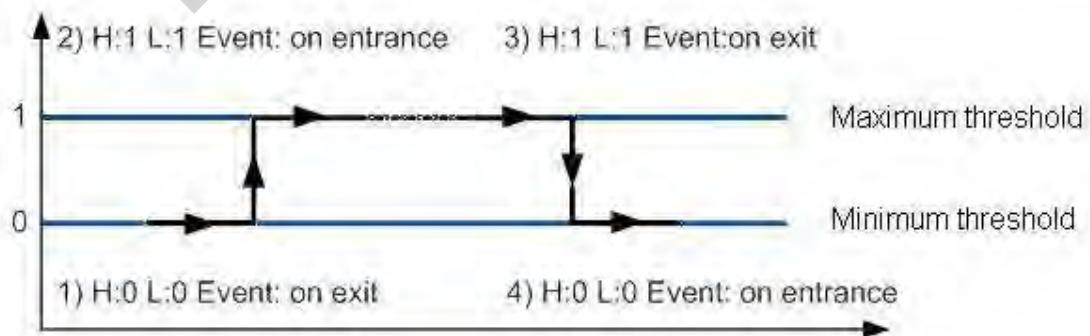 2) H:1 L:1 Event: on entrance
3) H:1 L:1 Event:on exit
1
Maximum threshold
0
Minimum threshold
1) H:0 L:0 Event: on exit
4) H:0 L:0 Event: on entrance